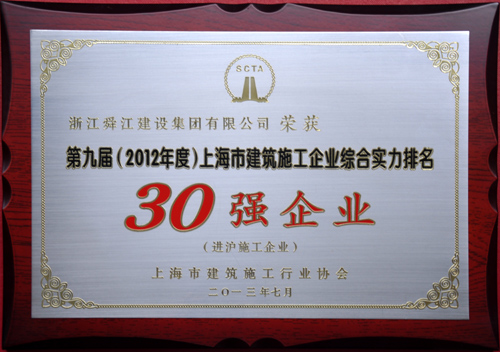 SCTA
浙江舜江建设集团有限公司 荣获
第九届(2012年度)上海市建筑施工企业综合实力排名
30强企业
(进沪施工企业)
上海市建筑施工行业协会
二〇一三年七月